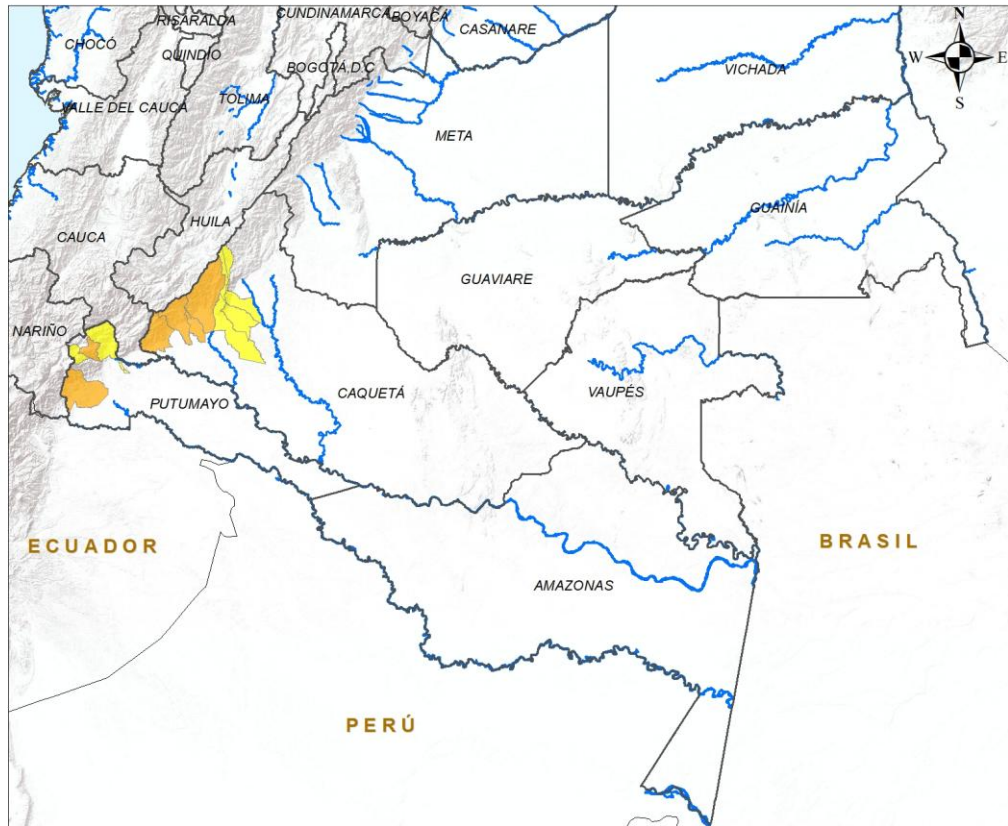 CUNDINAMARCA
BOYACÁ
RISARALDA
CASANARE
N
CHOCÓ
QUINDÍO
BOGOTÁ D.C
VICHADA
W
E
S
VALLE DEL CAUCA
TOLIMA
META
HUILA
GUAINÍA
CAUCA
GUAVIARE
NARIÑO
CAQUETÁ
VAUPÉS
PUTUMAYO
ECUADOR
BRASIL
AMAZONAS
PERÚ